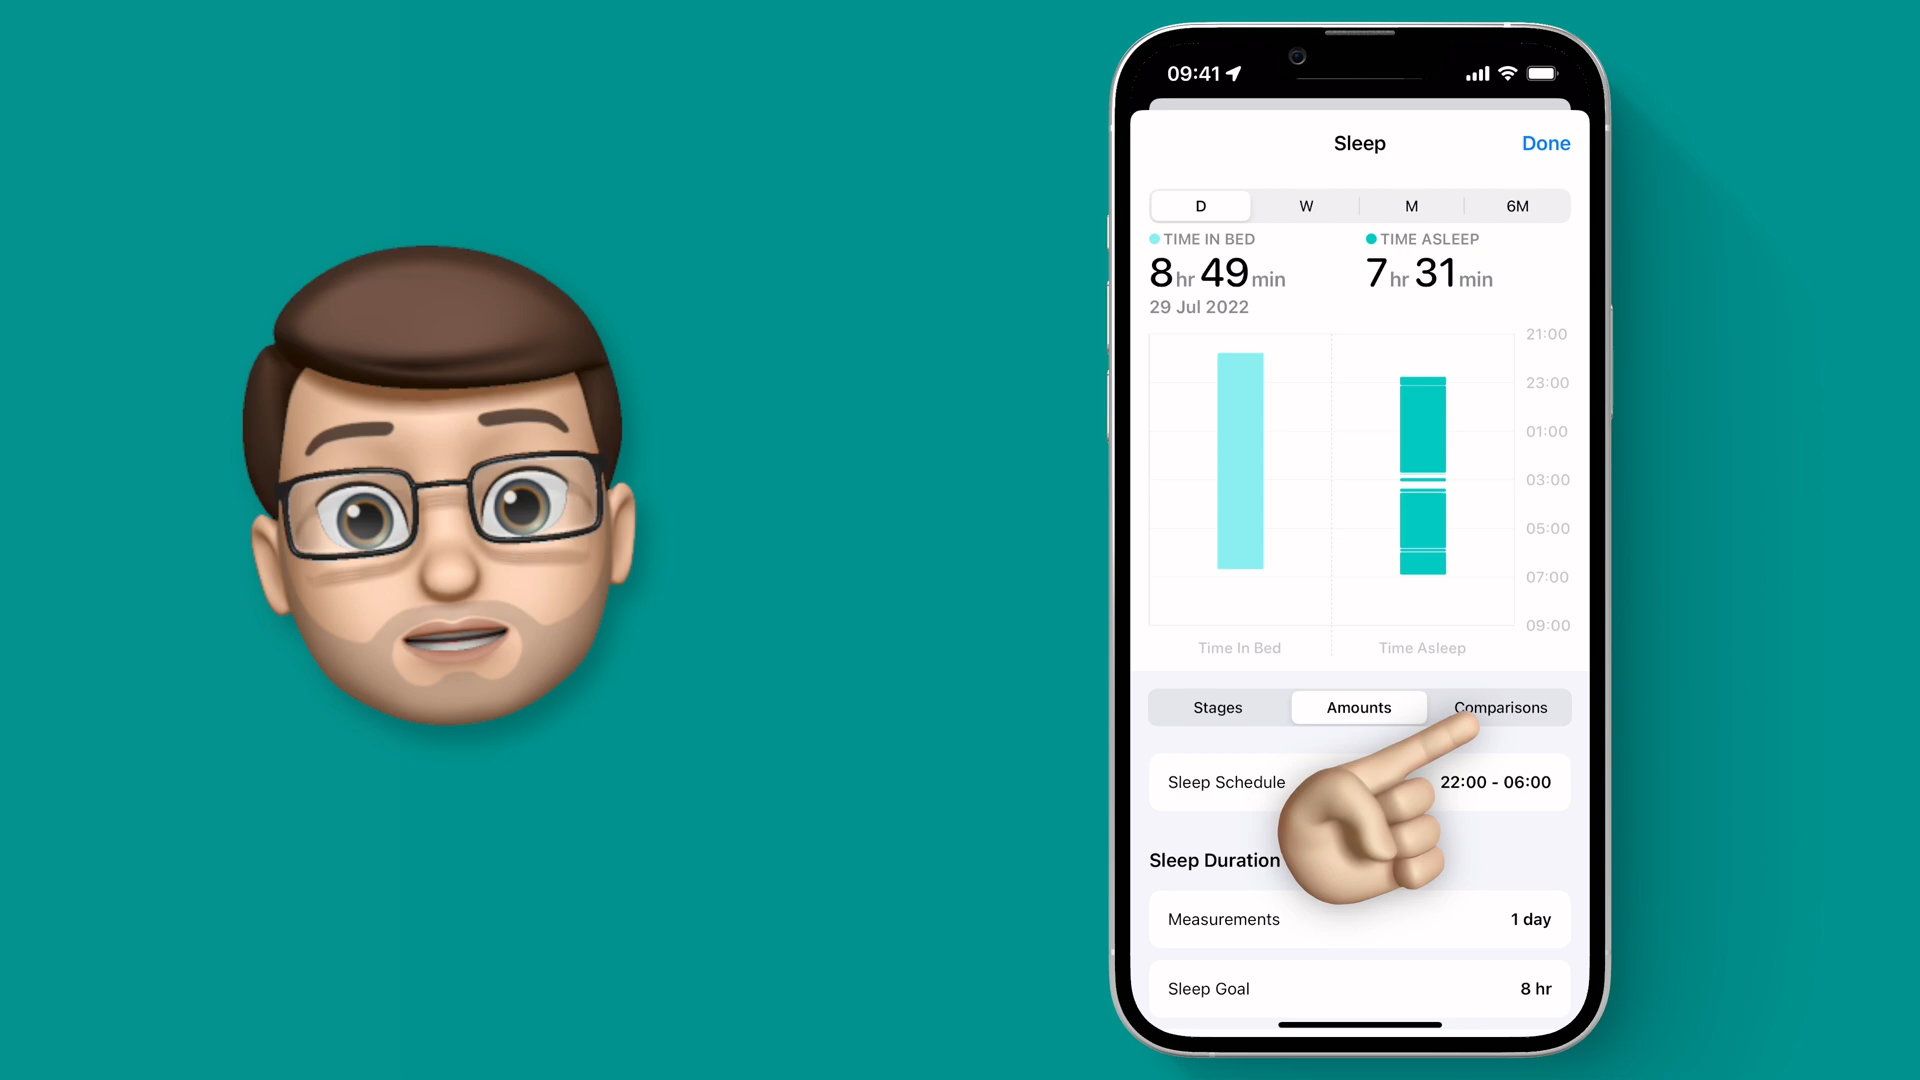 09:41
Sleep
Done
D W M 6M
TIME IN BED
8 hr 49 min
29 Jul 2022
TIME ASLEEP
7 hr 31 min
21:00
23:00
01:00
03:00
05:00
07:00
09:00
Time In Bed
Time Asleep
Stages Amounts Comparisons
Sleep Schedule 22:00 - 06:00
Sleep Duration
Measurements 1 day
Sleep Goal 8 hr